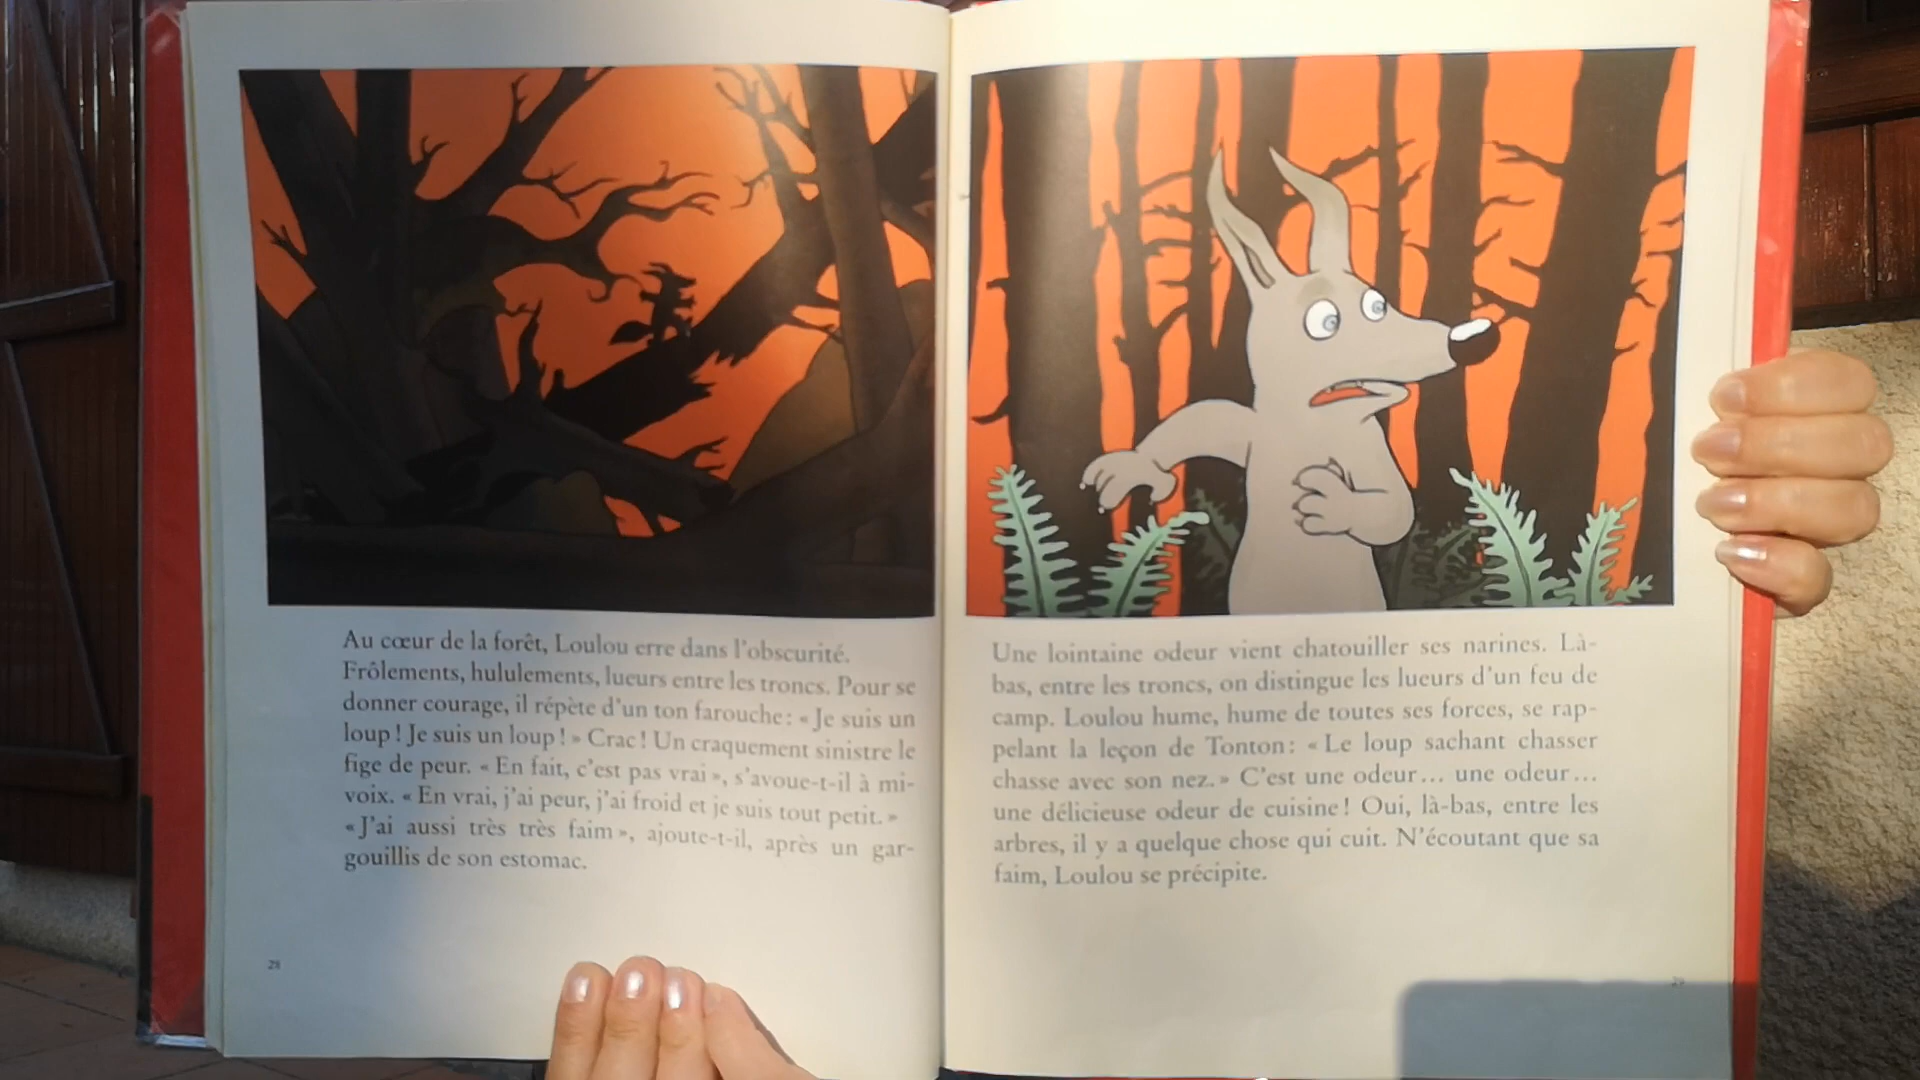 Au cœur de la forêt, Loulou erre dans l'obscurité.
Frôlements, hululements, lueurs entre les troncs. Pour se
donner courage, il répète d'un ton farouche : « Je suis un
loup ! Je suis un loup ! » Crac ! Un craquement sinistre le
fige de peur. « En fait, c'est pas vrai », s'avoue-t-il à mi-
voix. « En vrai, j'ai peur, j'ai froid et je suis tout petit. »
« J'ai aussi très très faim », ajoute-t-il, après un gar-
gouillis de son estomac.
28
Une lointaine odeur vient chatouiller ses narines. Là-
bas, entre les troncs, on distingue les lueurs d'un feu de
camp. Loulou hume, hume de toutes ses forces, se rap-
pelant la leçon de Tonton : « Le loup sachant chasser
chasse avec son nez. » C'est une odeur... une odeur...
une délicieuse odeur de cuisine ! Oui, là-bas, entre les
arbres, il y a quelque chose qui cuit. N'écoutant que sa
faim, Loulou se précipite.